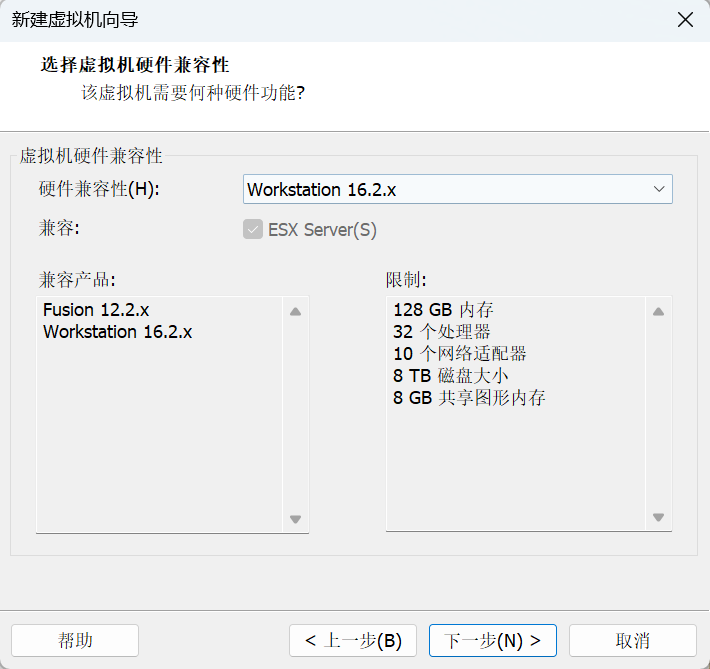 新建虚拟机向导
选择虚拟机硬件兼容性
该虚拟机需要何种硬件功能?
虚拟机硬件兼容性
硬件兼容性(H):
Workstation 16.2.x
兼容:
ESX Server(S)
兼容产品:
Fusion 12.2.x
Workstation 16.2.x
限制:
128 GB 内存
32 个处理器
10 个网络适配器
8 TB 磁盘大小
8 GB 共享图形内存
帮助
< 上一步(B)
下一步(N) >
取消